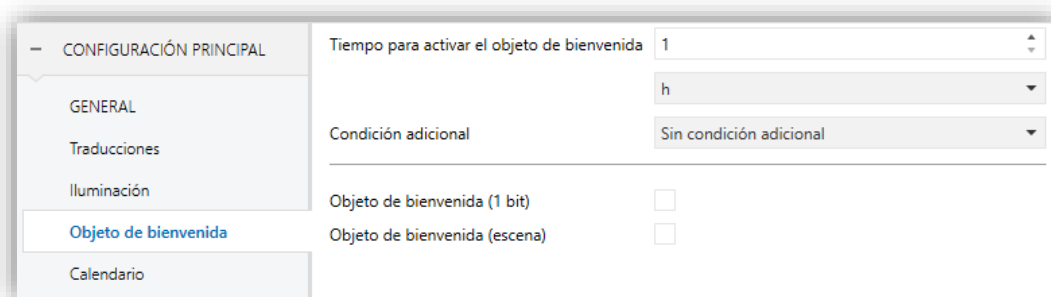 CONFIGURACIÓN PRINCIPAL
GENERAL
Traducciones
Iluminación
Objeto de bienvenida
Calendario
Tiempo para activar el objeto de bienvenida 1
h
Condición adicional Sin condición adicional
Objeto de bienvenida (1 bit)
Objeto de bienvenida (escena)